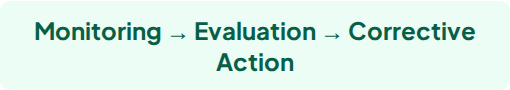 Monitoring → Evaluation → Corrective
Action